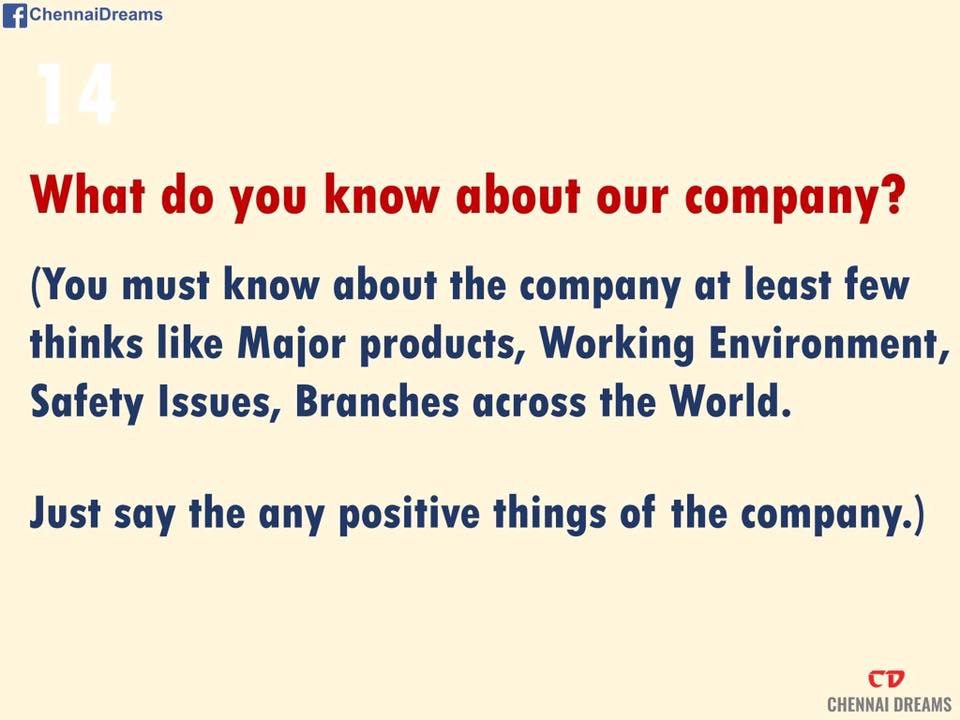 ChennaiDreams
14
What do you know about our company?
(You must know about the company at least few
thinks like Major products, Working Environment,
Safety Issues, Branches across the World.
Just say the any positive things of the company.)
CD
CHENNAI DREAMS